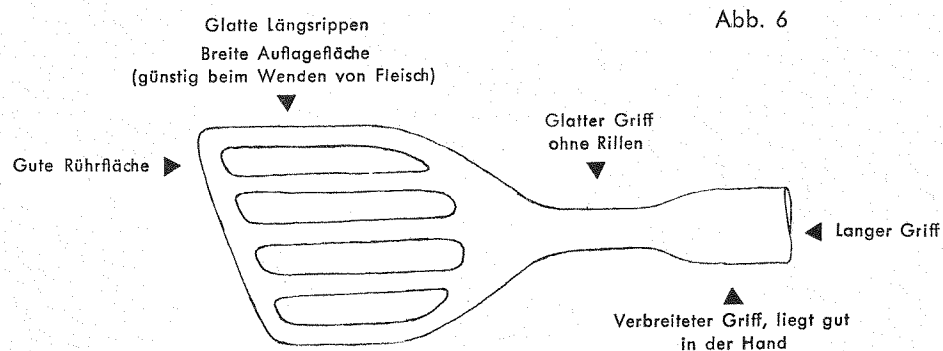 Abb. 6
Glatte Längsrippen
Breite Auflagefläche
(günstig beim Wenden von Fleisch)
Gute Rührfläche
Glatter Griff
ohne Rillen
Langer Griff
Verbreiteter Griff, liegt gut
in der Hand